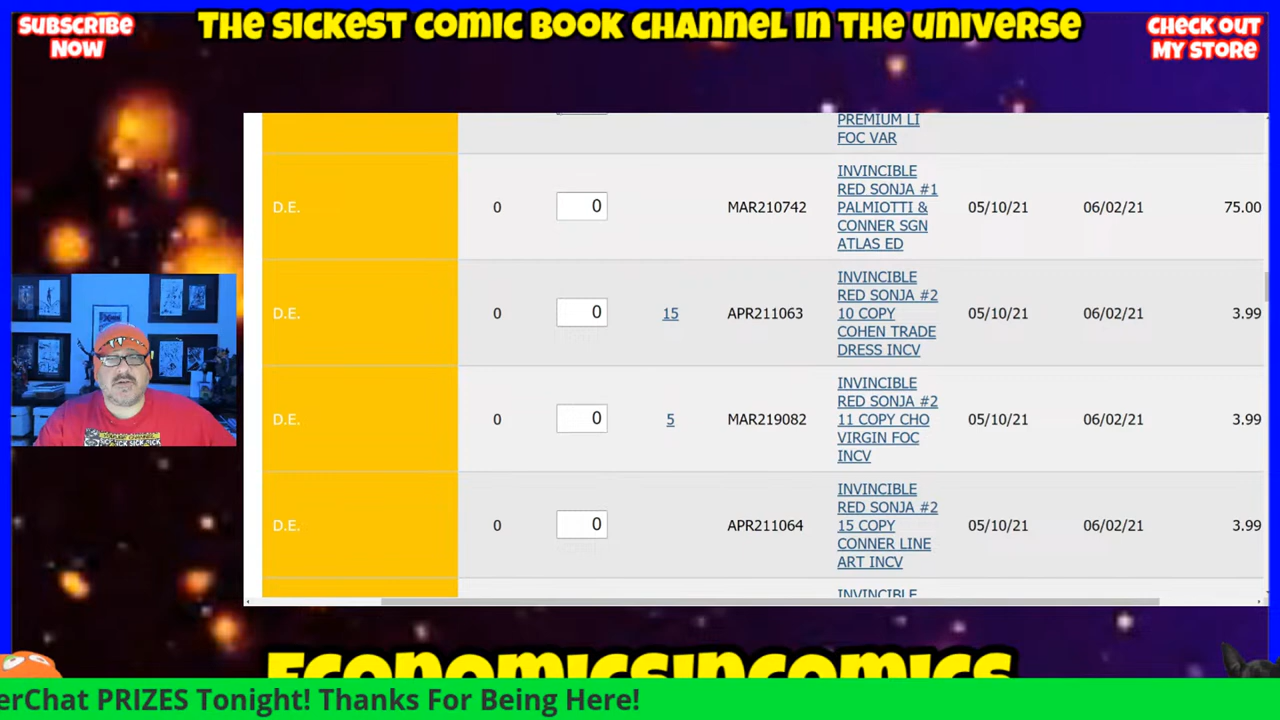 SUBSCRIBE
NOW
THE SICKEST COMIC BOOK CHANNEL IN THE UNIVERSE
CHECK OUT
MY STORE
PREMIUM LI
FOC VAR
D.E. 0 0 MAR210742 INVINCIBLE RED SONJA #1 PALMIOTTI & CONNER SGN ATLAS ED 05/10/21 06/02/21 75.00
D.E. 0 0 15 APR211063 INVINCIBLE RED SONJA #2 10 COPY COHEN TRADE DRESS INCV 05/10/21 06/02/21 3.99
D.E. 0 0 5 MAR219082 INVINCIBLE RED SONJA #2 11 COPY CHO VIRGIN FOC INCV 05/10/21 06/02/21 3.99
D.E. 0 0 APR211064 INVINCIBLE RED SONJA #2 15 COPY CONNER LINE ART INCV 05/10/21 06/02/21 3.99
INVINCIBLE
ECONOMICSINCOMICS
erChat PRIZES Tonight! Thanks For Being Here!